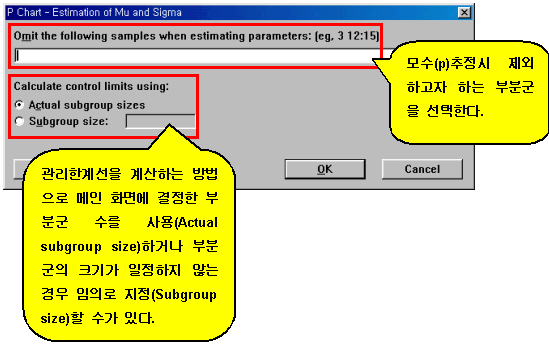 P Chart - Estimation of Mu and Sigma
Omit the following samples when estimating parameters: (eg, 3 12:15)
모수(p)추정시 제외
하고자 하는 부분군
을 선택한다.
Calculate control limits using:
Actual subgroup sizes
Subgroup size:
OK
Cancel
관리한계선을 계산하는 방법
으로 메인 화면에 결정한 부
분군 수를 사용(Actual
subgroup size)하거나 부분
군의 크기가 일정하지 않는
경우 임의로 지정(Subgroup
size)할 수가 있다.